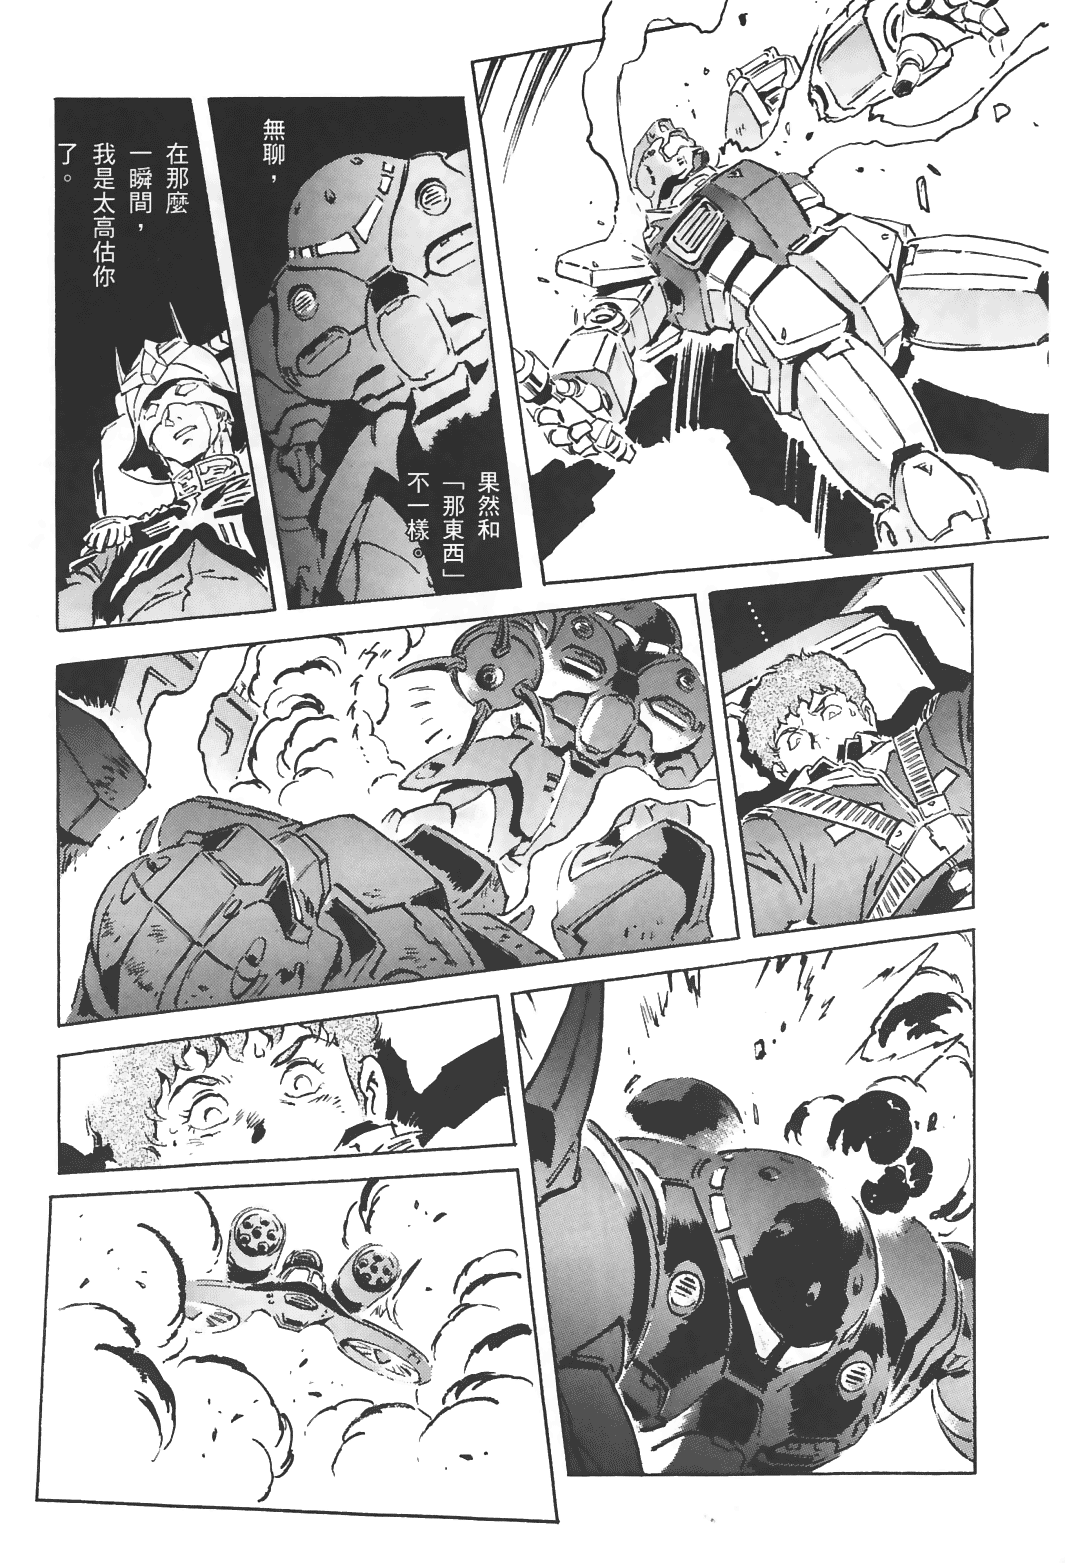 無聊，
果然和
「那東西」
不一樣。
在那麼
一瞬間，
我是太高估你
了。
⋯⋯